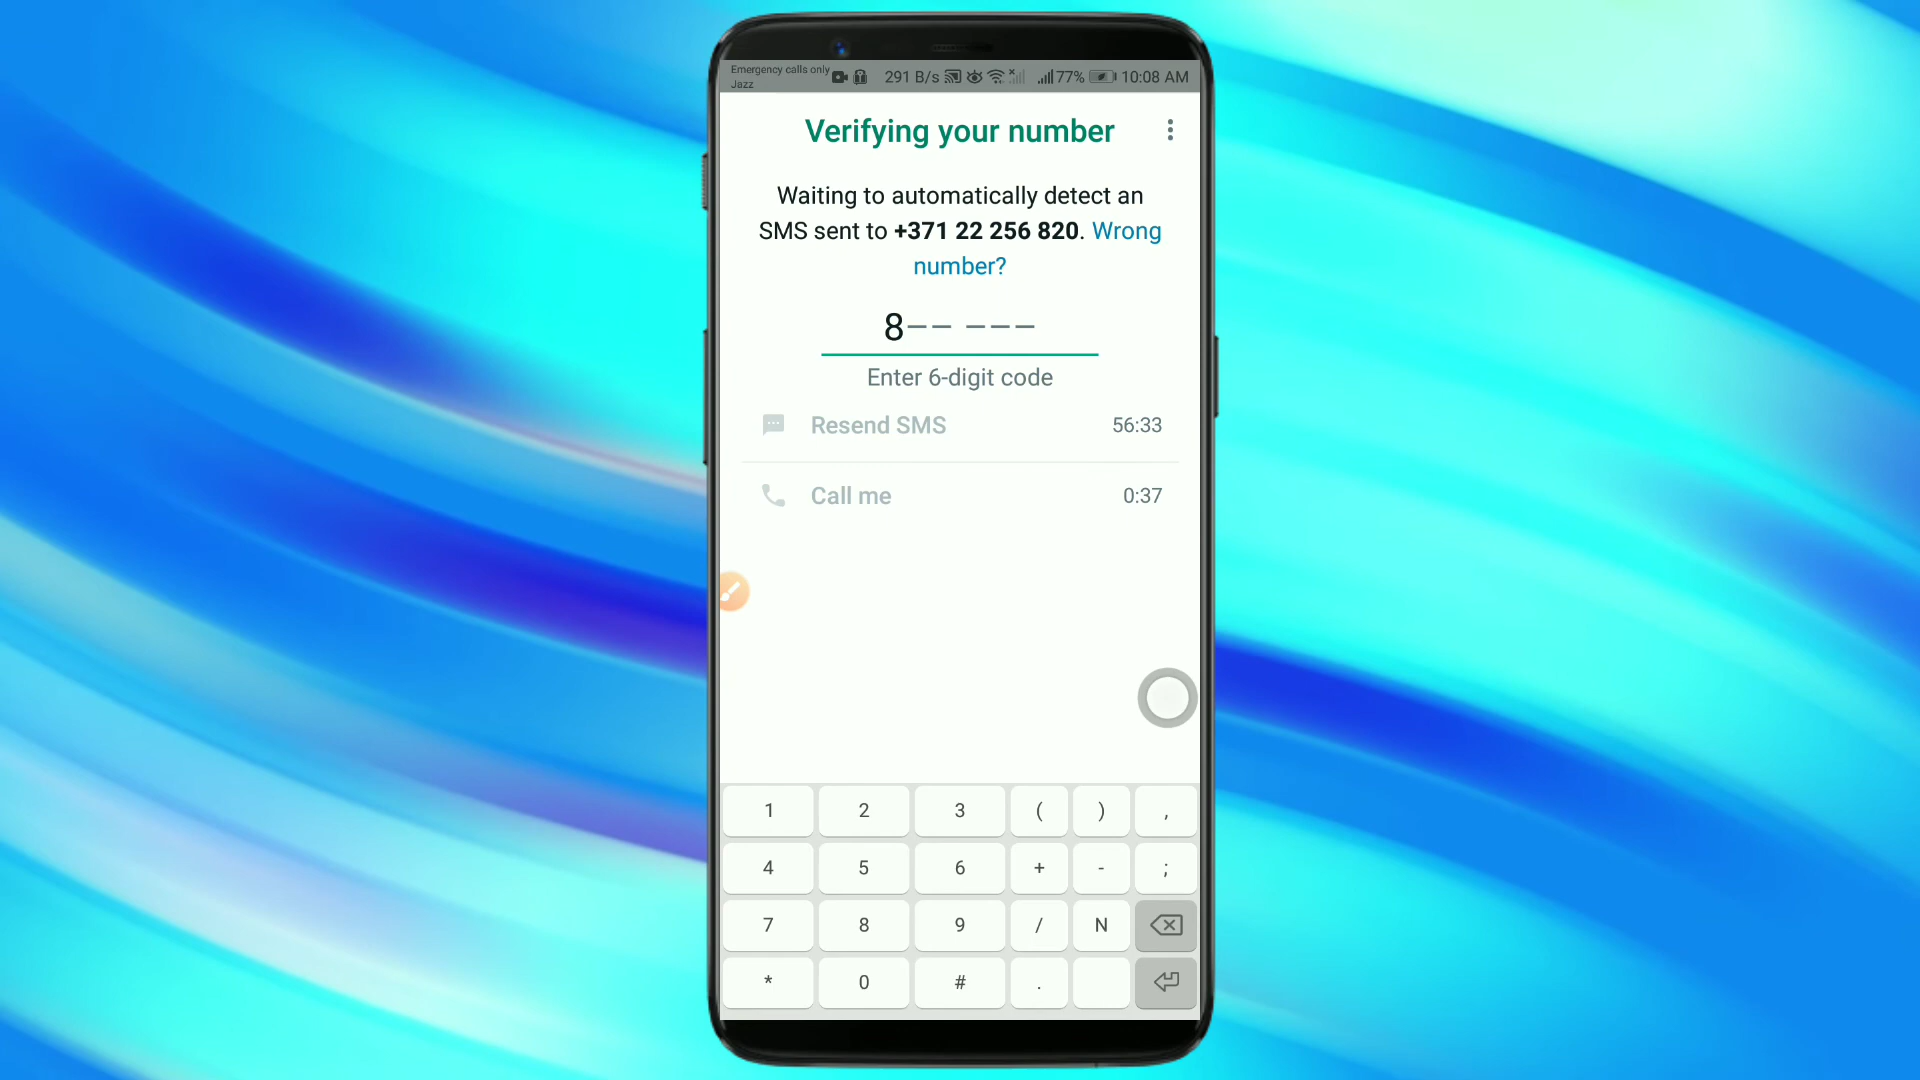 Emergency calls only
Jazz
291 B/s 77% 10:08 AM
Verifying your number
Waiting to automatically detect an
SMS sent to +371 22 256 820. Wrong
number?
8–– –––
Enter 6-digit code
Resend SMS 56:33
Call me 0:37
1 2 3 ( ) ,
4 5 6 + - ;
7 8 9 / N
* 0 # .